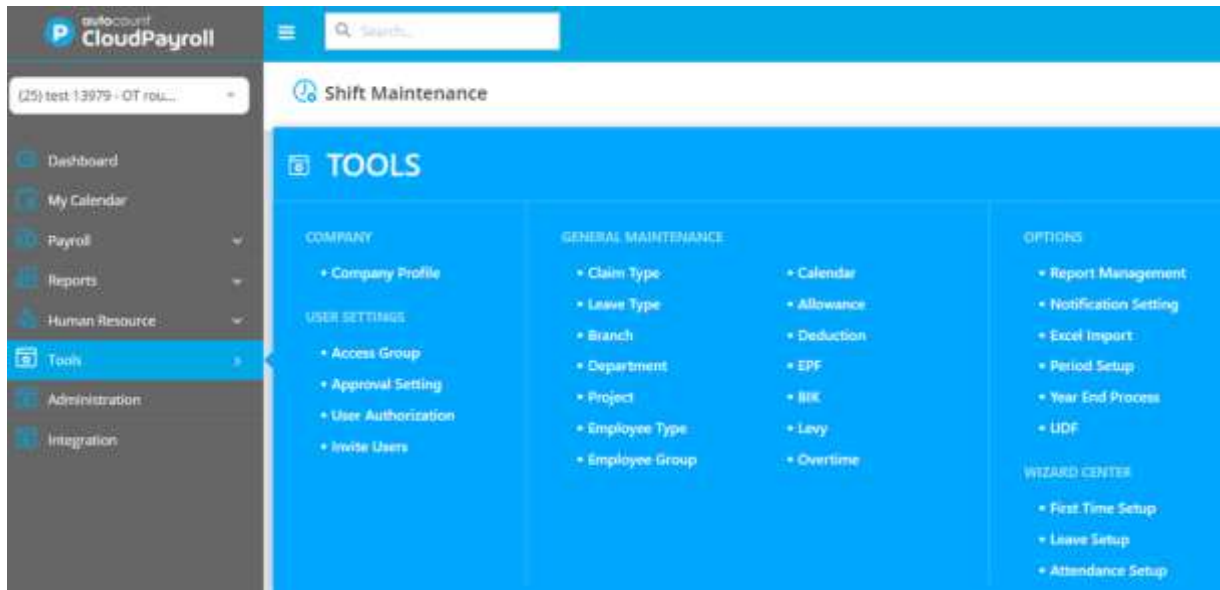 autocount
CloudPayroll
Search...
(25) test 13979 - OT rou...
Shift Maintenance
Dashboard
My Calendar
Payroll
Reports
Human Resource
Tools
Administration
Integration
TOOLS
COMPANY
• Company Profile
USER SETTINGS
• Access Group
• Approval Setting
• User Authorization
• Invite Users
GENERAL MAINTENANCE
• Claim Type
• Leave Type
• Branch
• Department
• Project
• Employee Type
• Employee Group
• Calendar
• Allowance
• Deduction
• EPF
• BIK
• Levy
• Overtime
OPTIONS
• Report Management
• Notification Setting
• Excel Import
• Period Setup
• Year End Process
• UDF
WIZARD CENTER
• First Time Setup
• Leave Setup
• Attendance Setup